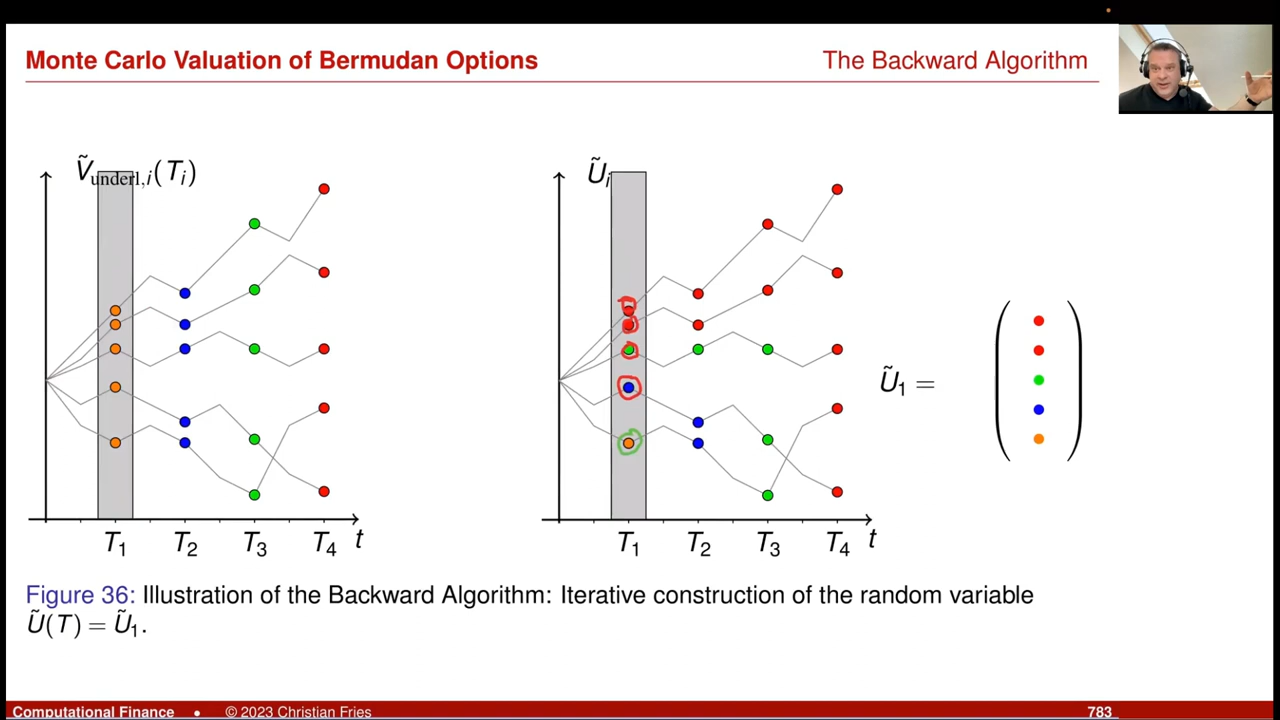 Monte Carlo Valuation of Bermudan Options
The Backward Algorithm
Ṽunderl,i(Ti)
Ũi
Ũ1 =
T1 T2 T3 T4 t
T1 T2 T3 T4 t
Figure 36: Illustration of the Backward Algorithm: Iterative construction of the random variable
Ũ(T) = Ũ1.
Computational Finance • © 2023 Christian Fries 783